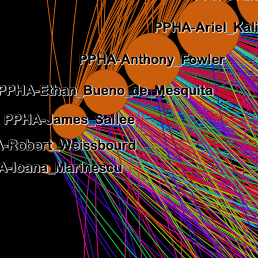 PPHA-Ariel_Kali
PPHA-Anthony_Fowler
PPHA-Ethan_Bueno_de_Mesquita
PPHA-James_Sallee
A-Robert_Weissbourd
A-Ioana_Marinescu